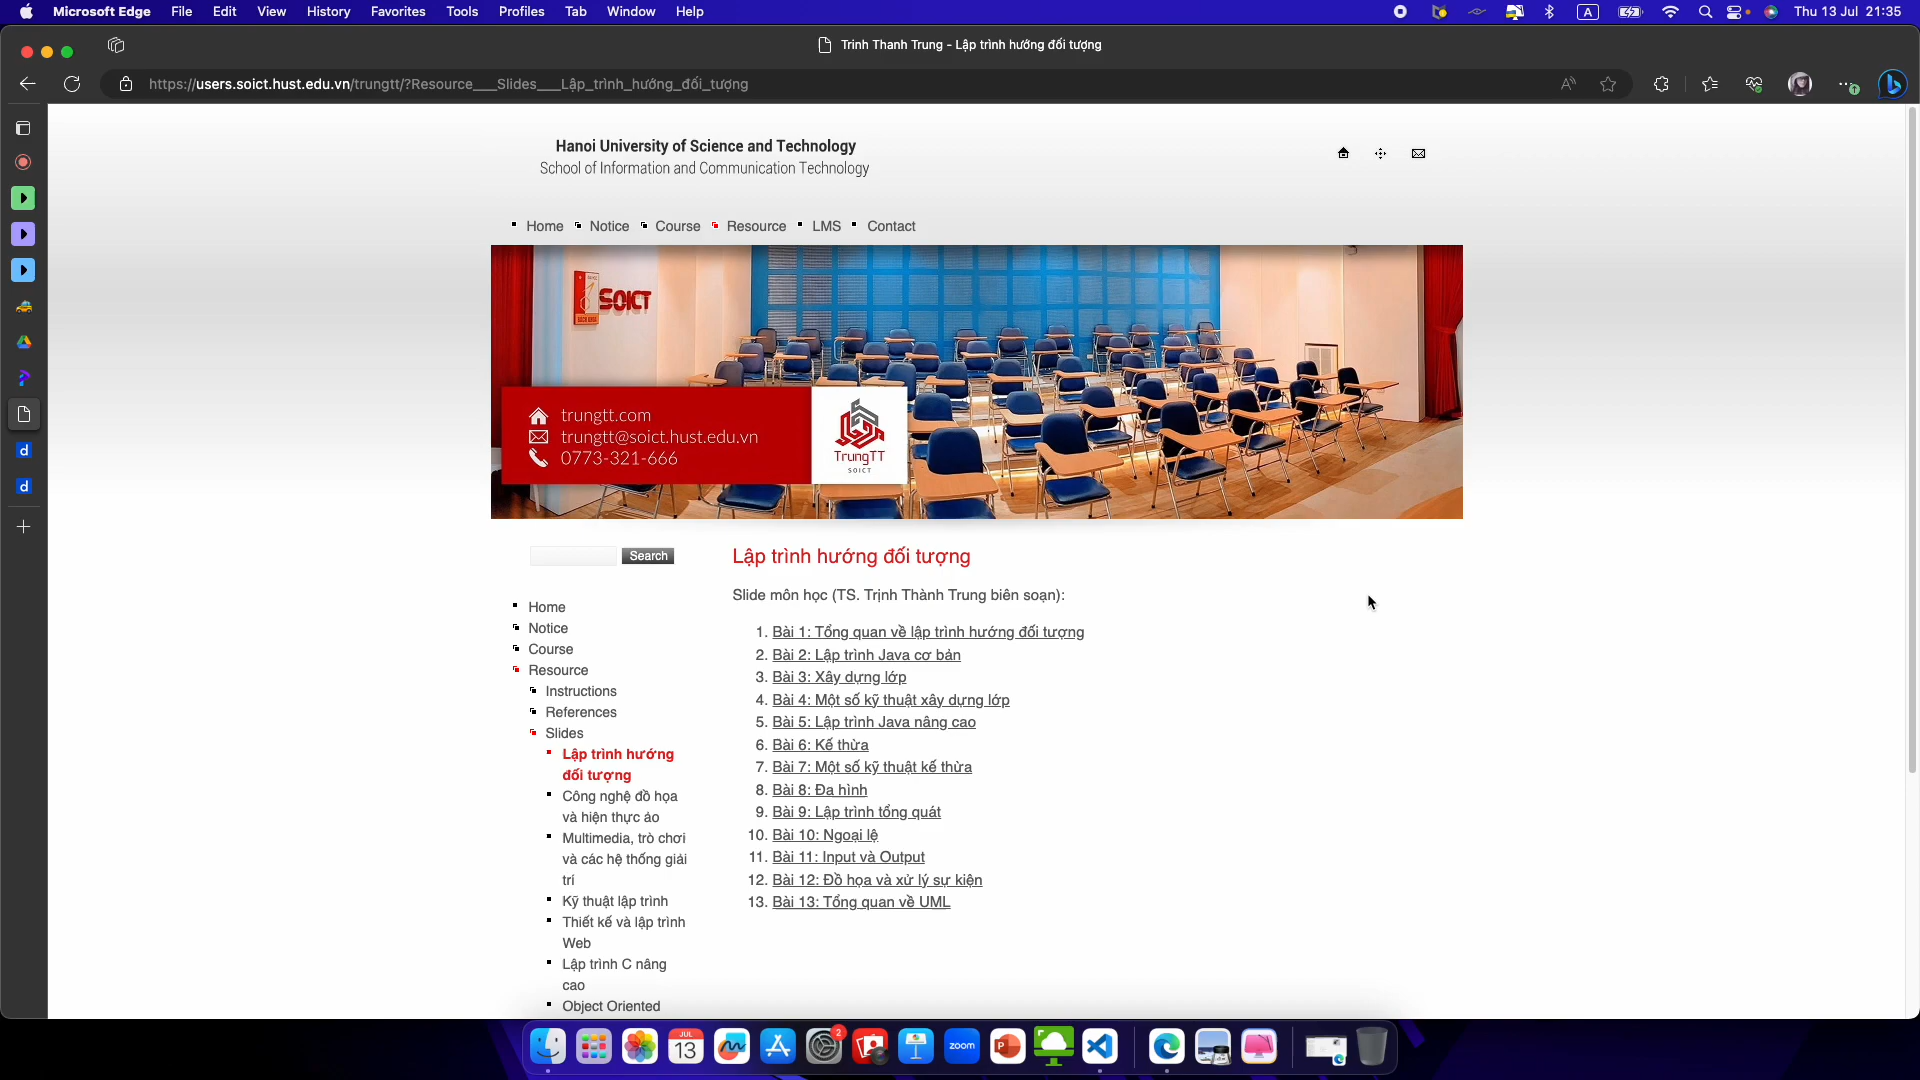 Microsoft Edge File Edit View History Favorites Tools Profiles Tab Window Help A Thu 13 Jul 21:35
Trinh Thanh Trung - Lập trình hướng đối tượng
https://users.soict.hust.edu.vn/trungtt/?Resource___Slides___Lập_trình_hướng_đối_tượng
Hanoi University of Science and Technology
School of Information and Communication Technology
Home Notice Course Resource LMS Contact
SOICT
trungtt.com
trungtt@soict.hust.edu.vn
0773-321-666
TrungTT
SOICT
Search
Home
Notice
Course
Resource
Instructions
References
Slides
Lập trình hướng
đối tượng
Công nghệ đồ họa
và hiện thực ảo
Multimedia, trò chơi
và các hệ thống giải
trí
Kỹ thuật lập trình
Thiết kế và lập trình
Web
Lập trình C nâng
cao
Object Oriented
Lập trình hướng đối tượng
Slide môn học (TS. Trịnh Thành Trung biên soạn):
1. Bài 1: Tổng quan về lập trình hướng đối tượng
2. Bài 2: Lập trình Java cơ bản
3. Bài 3: Xây dựng lớp
4. Bài 4: Một số kỹ thuật xây dựng lớp
5. Bài 5: Lập trình Java nâng cao
6. Bài 6: Kế thừa
7. Bài 7: Một số kỹ thuật kế thừa
8. Bài 8: Đa hình
9. Bài 9: Lập trình tổng quát
10. Bài 10: Ngoại lệ
11. Bài 11: Input và Output
12. Bài 12: Đồ họa và xử lý sự kiện
13. Bài 13: Tổng quan về UML
JUL
13
2
zoom